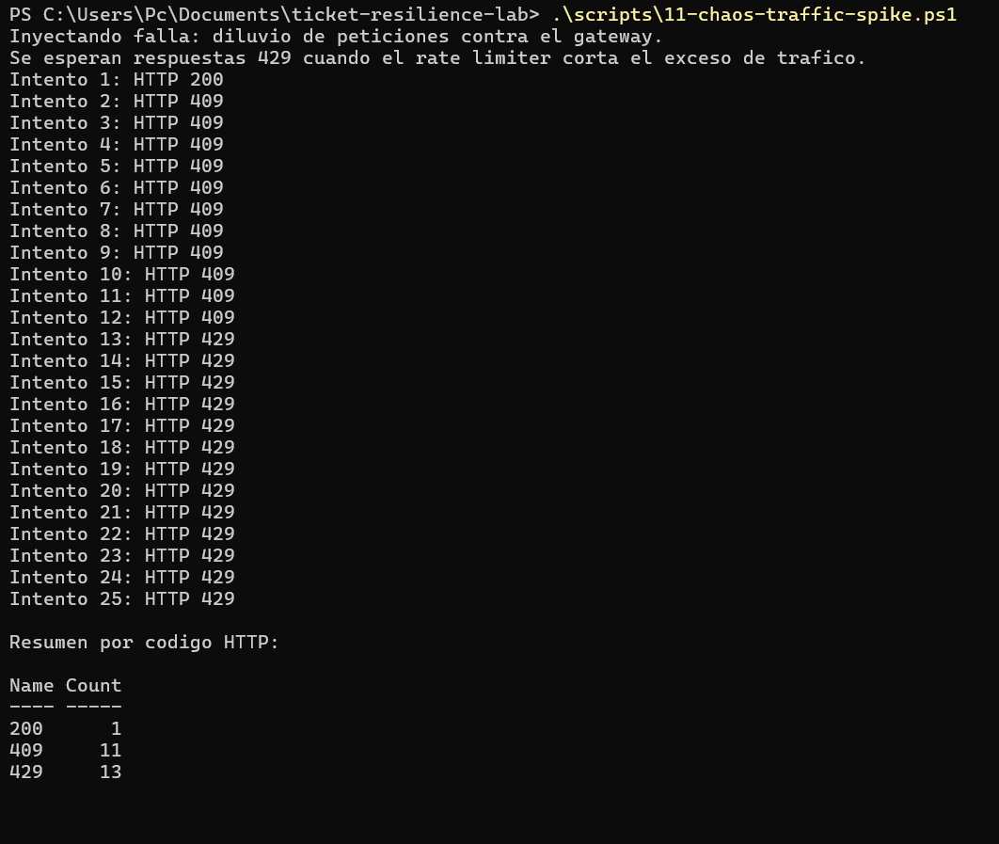 PS C:\Users\Pc\Documents\ticket-resilience-lab> .\scripts\11-chaos-traffic-spike.ps1
Inyectando falla: diluvio de peticiones contra el gateway.
Se esperan respuestas 429 cuando el rate limiter corta el exceso de trafico.
Intento 1: HTTP 200
Intento 2: HTTP 409
Intento 3: HTTP 409
Intento 4: HTTP 409
Intento 5: HTTP 409
Intento 6: HTTP 409
Intento 7: HTTP 409
Intento 8: HTTP 409
Intento 9: HTTP 409
Intento 10: HTTP 409
Intento 11: HTTP 409
Intento 12: HTTP 409
Intento 13: HTTP 429
Intento 14: HTTP 429
Intento 15: HTTP 429
Intento 16: HTTP 429
Intento 17: HTTP 429
Intento 18: HTTP 429
Intento 19: HTTP 429
Intento 20: HTTP 429
Intento 21: HTTP 429
Intento 22: HTTP 429
Intento 23: HTTP 429
Intento 24: HTTP 429
Intento 25: HTTP 429
Resumen por codigo HTTP:
Name Count
---- -----
200      1
409     11
429     13